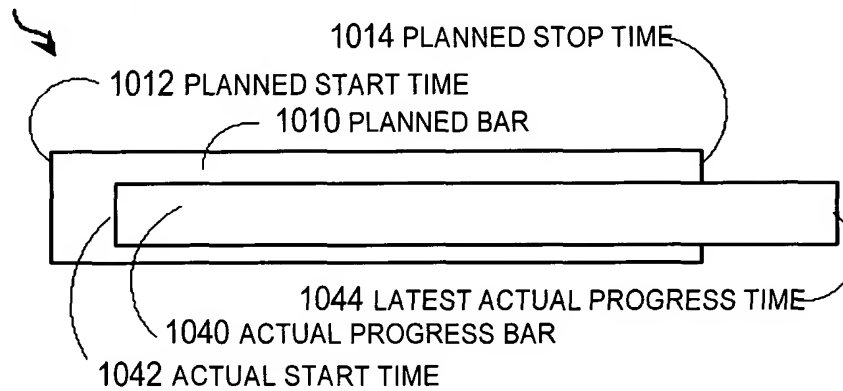 1014 PLANNED STOP TIME
1012 PLANNED START TIME
1010 PLANNED BAR
1044 LATEST ACTUAL PROGRESS TIME
1040 ACTUAL PROGRESS BAR
1042 ACTUAL START TIME